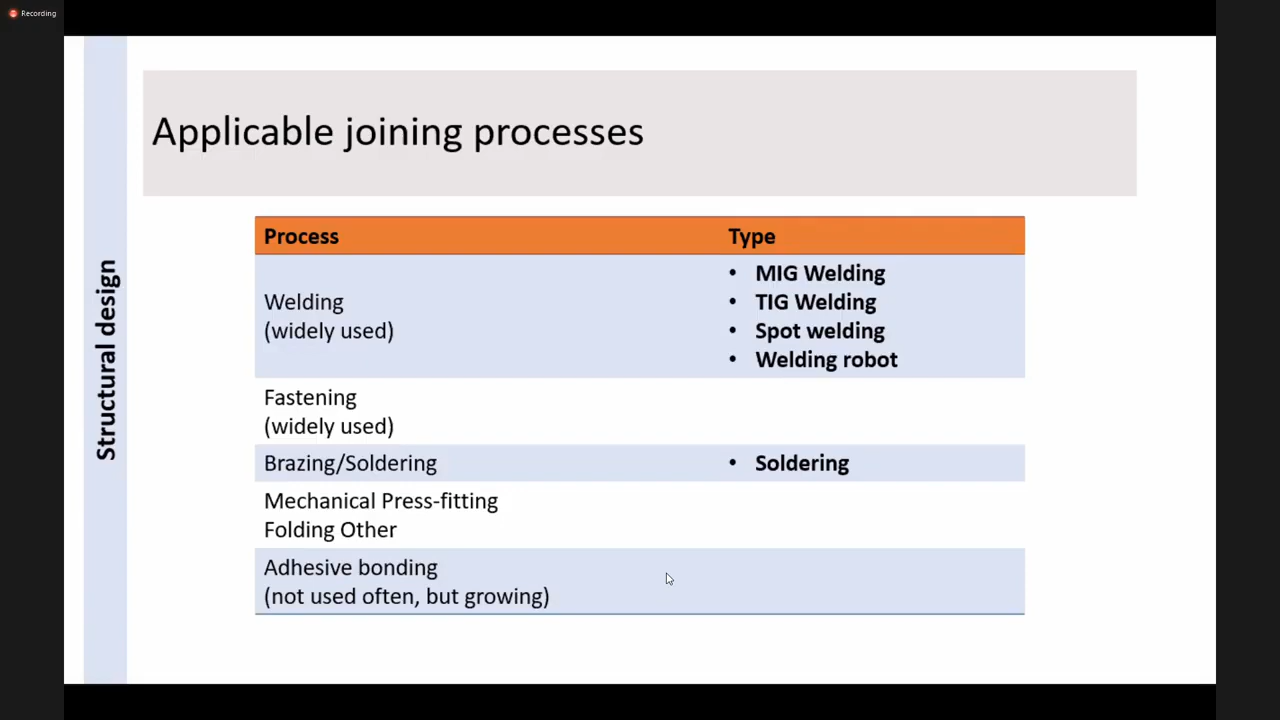 Recording
Structural design
Applicable joining processes
Process Type
Welding
(widely used)
• MIG Welding
• TIG Welding
• Spot welding
• Welding robot
Fastening
(widely used)
Brazing/Soldering
• Soldering
Mechanical Press-fitting
Folding Other
Adhesive bonding
(not used often, but growing)